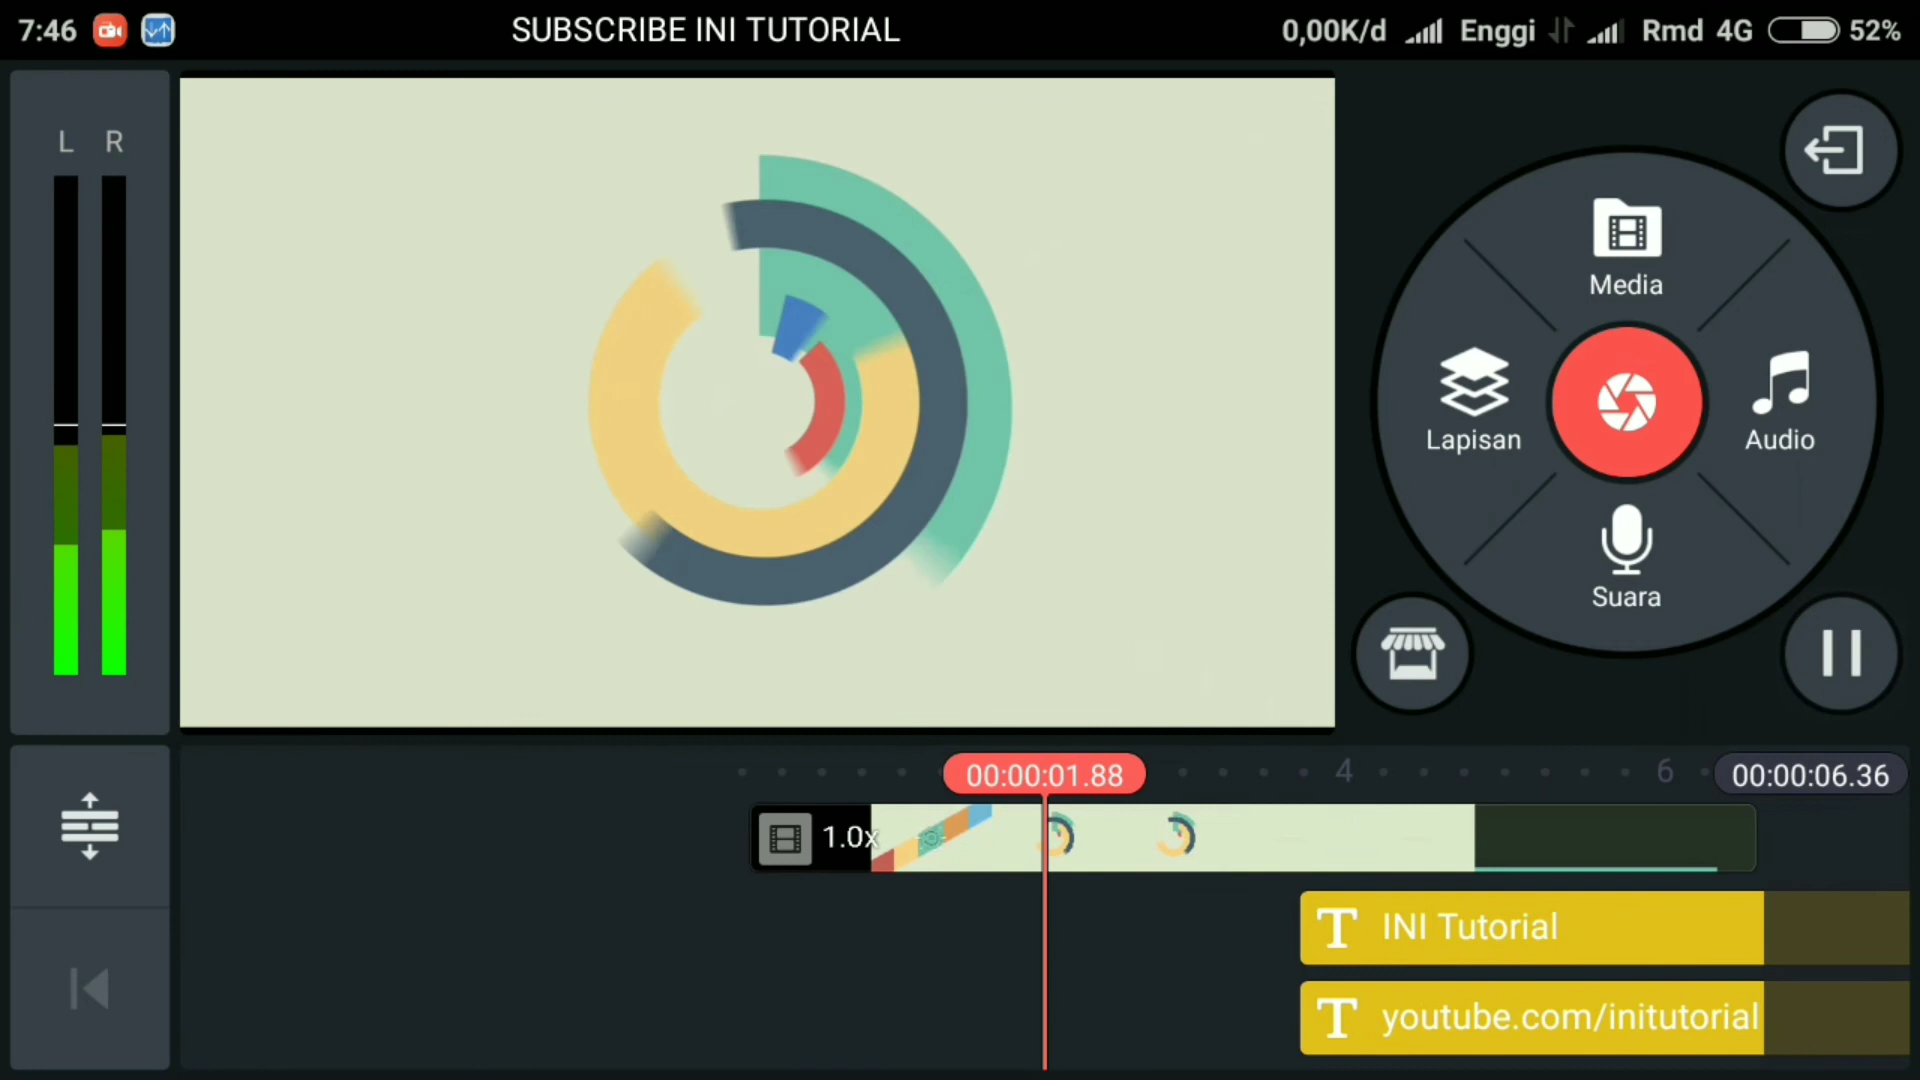 7:46
SUBSCRIBE INI TUTORIAL
0,00K/d Enggi Rmd 4G 52%
L R
Media
Lapisan
Audio
Suara
00:00:01.88
4
6
00:00:06.36
1.0x
T INI Tutorial
T youtube.com/initutorial